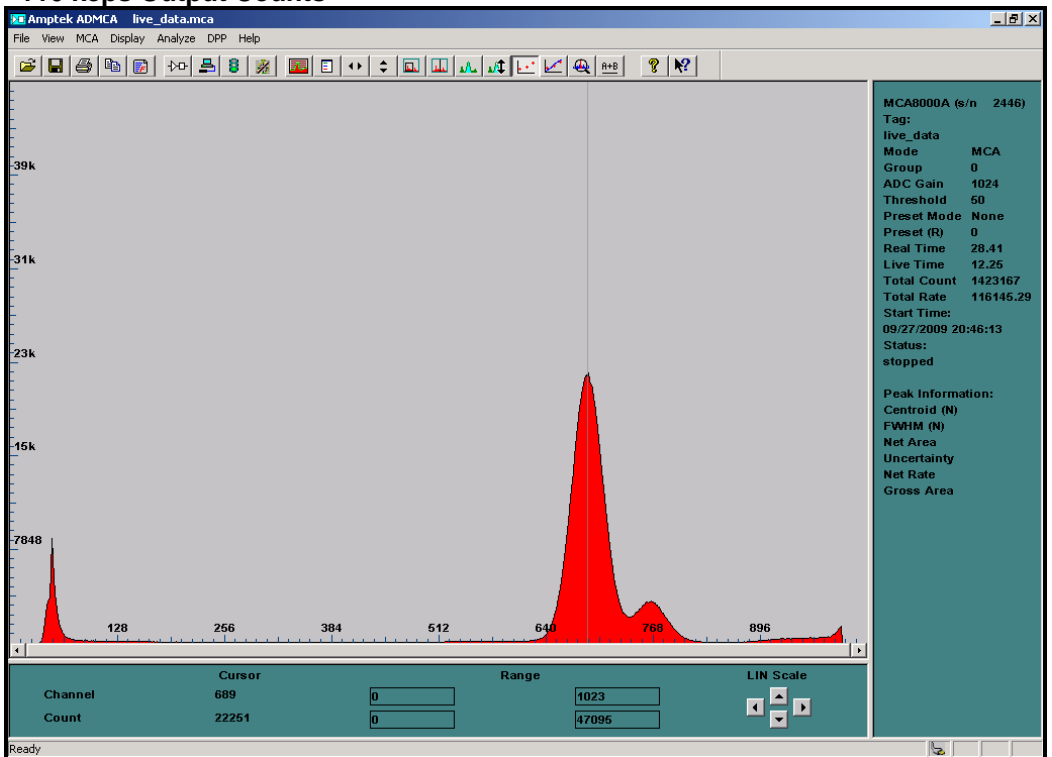 Amptek ADMCA live_data.mca
File View MCA Display Analyze DPP Help
A+B
39k
31k
23k
15k
7848
128 256 384 512 640 768 896
MCA8000A (s/n 2446)
Tag:
live_data
Mode MCA
Group 0
ADC Gain 1024
Threshold 50
Preset Mode None
Preset (R) 0
Real Time 28.41
Live Time 12.25
Total Count 1423167
Total Rate 116145.29
Start Time:
09/27/2009 20:46:13
Status:
stopped
Peak Information:
Centroid (N)
FWHM (N)
Net Area
Uncertainty
Net Rate
Gross Area
Cursor Range LIN Scale
Channel 689 0 1023
Count 22251 0 47095
Ready